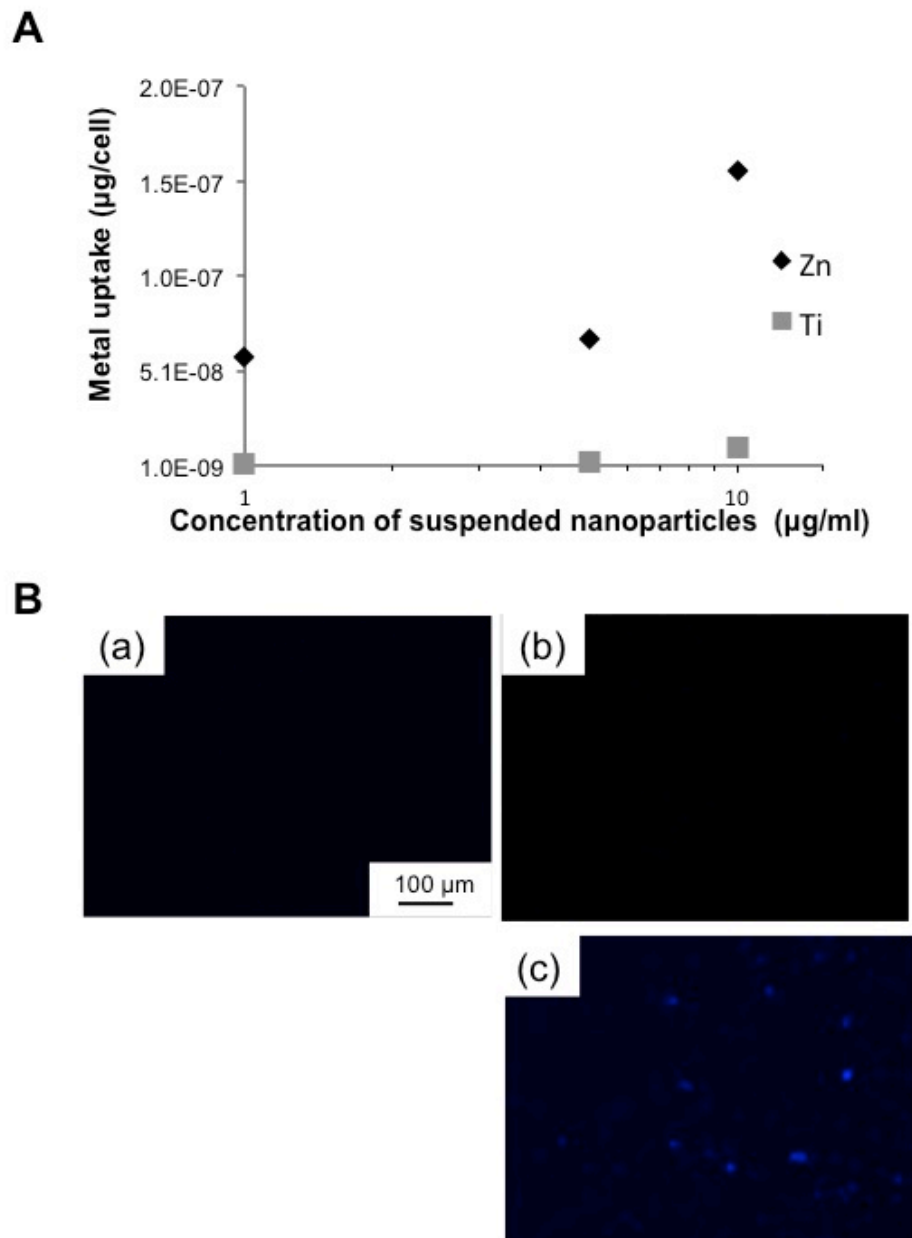 A
Metal uptake (µg/cell)
2.0E-07
1.5E-07
1.0E-07
5.1E-08
1.0E-09
1
10
Zn
Ti
Concentration of suspended nanoparticles (µg/ml)
B
(a)
(b)
100 µm
(c)